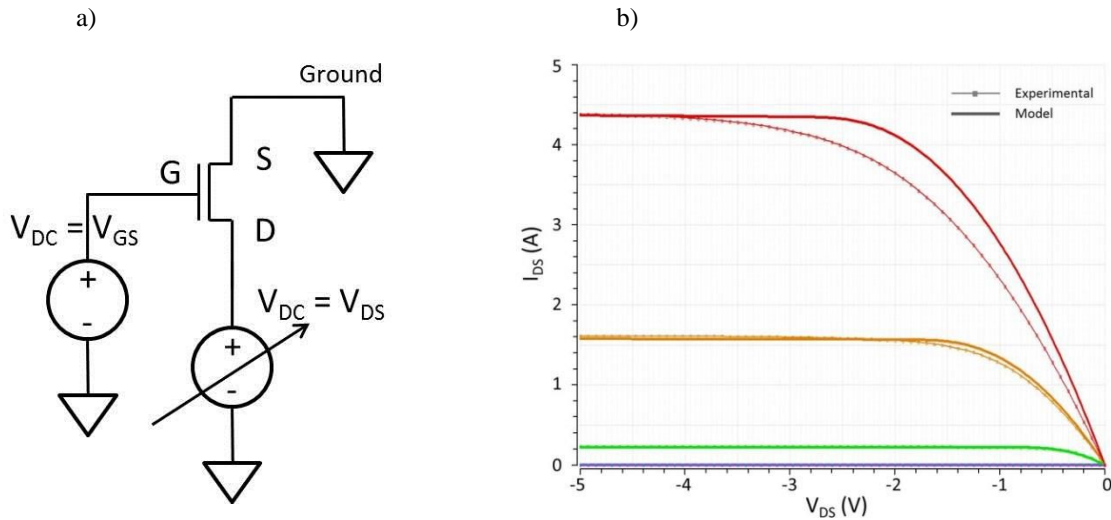 a)
b)
Ground
G
S
D
V_DC = V_GS
+
-
V_DC = V_DS
+
-
Experimental
Model
5
4
3
2
1
0
I_DS (A)
-5 -4 -3 -2 -1 0
V_DS (V)